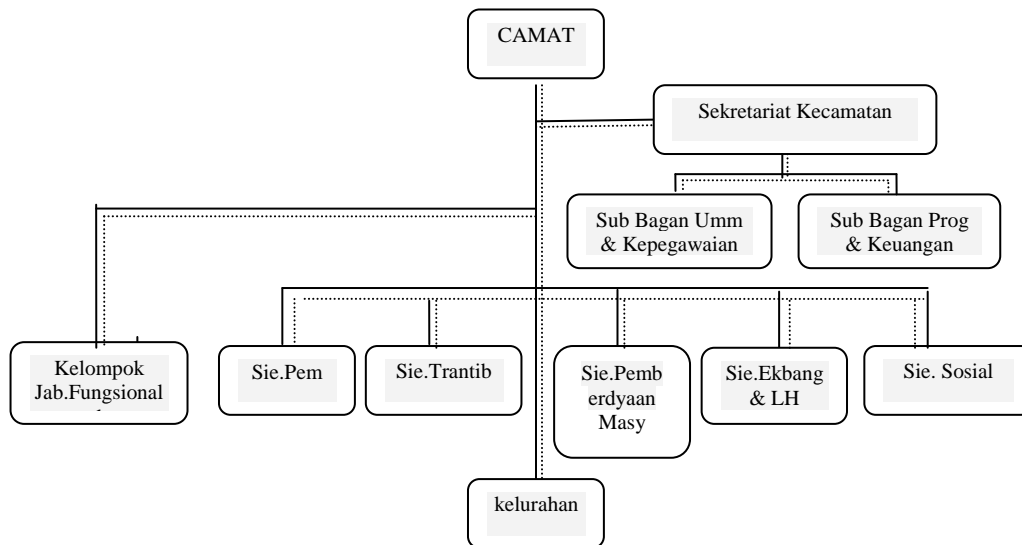 CAMAT
Sekretariat Kecamatan
Sub Bagan Umm
& Kepegawaian
Sub Bagan Prog
& Keuangan
Kelompok
Jab.Fungsional
Sie.Pem
Sie.Trantib
Sie.Pemb
erdyaan
Masy
Sie.Ekbang
& LH
Sie. Sosial
kelurahan